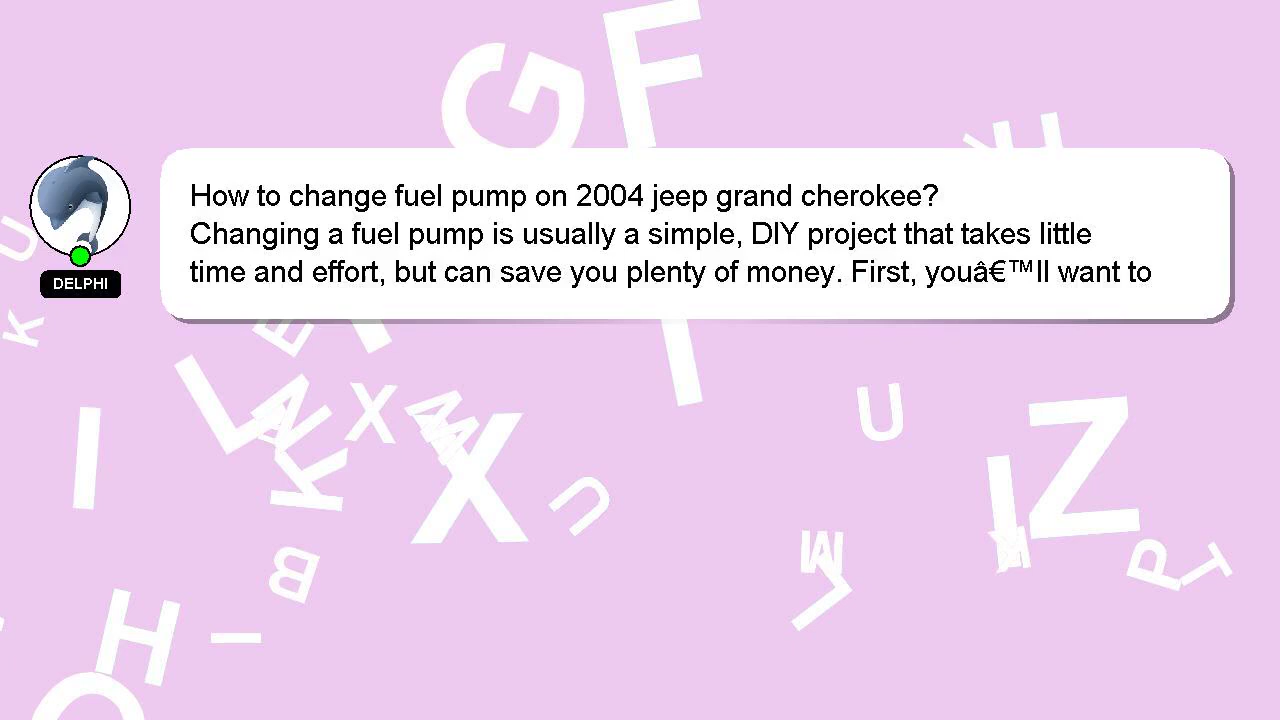 How to change fuel pump on 2004 jeep grand cherokee?
Changing a fuel pump is usually a simple, DIY project that takes little
time and effort, but can save you plenty of money. First, youâ€™ll want to
DELPHI
G
F
U
K
E
L
X
X
U
U
I
K
I
Z
B
P
T
L
H
I